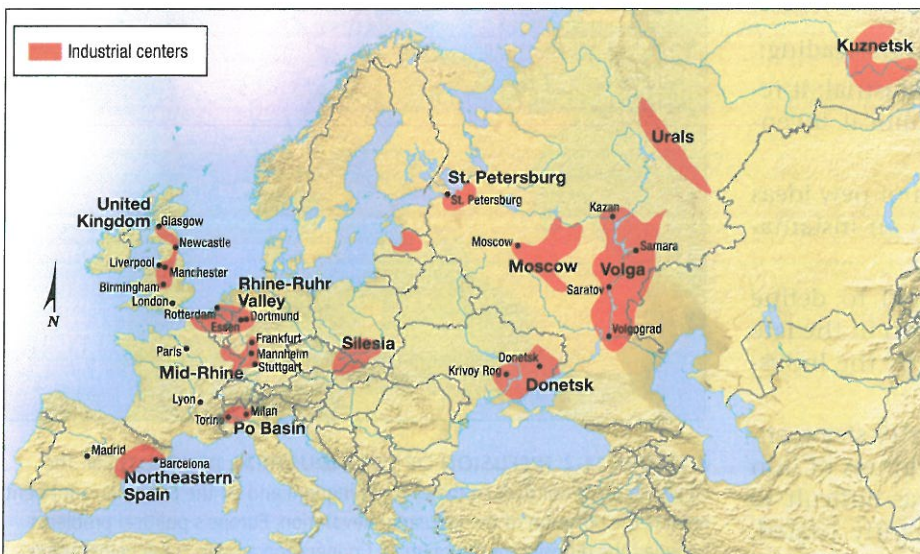 Industrial centers
Kuznetsk
Urals
St. Petersburg
St. Petersburg
United
Kingdom
Glasgow
Newcastle
Liverpool
Manchester
Birmingham
London
Kazan
Moscow
Moscow
Samara
Volga
Saratov
Volgograd
Rhine-Ruhr
Valley
Rotterdam
Dortmund
Essen
Frankfurt
Mannheim
Stuttgart
Paris
Mid-Rhine
Silesia
Donetsk
Krivoy Rog
Donetsk
Lyon
Torino
Milan
Po Basin
Madrid
Barcelona
Northeastern
Spain
N